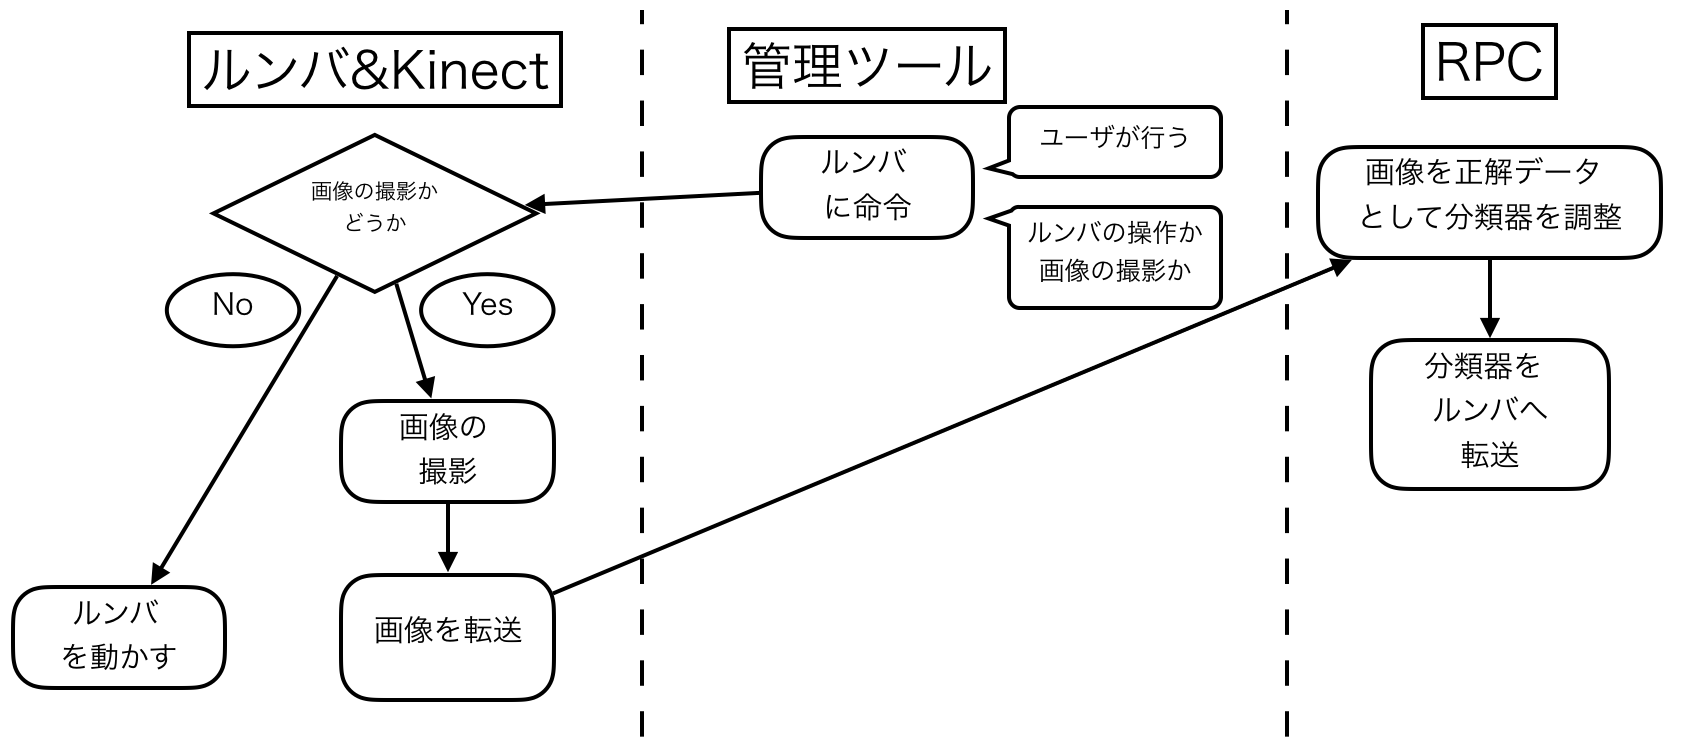 ルンバ&Kinect
画像の撮影か
どうか
No
Yes
画像の
撮影
画像を転送
ルンバ
を動かす
管理ツール
ルンバ
に命令
ユーザが行う
ルンバの操作か
画像の撮影か
RPC
画像を正解データ
として分類器を調整
分類器を
ルンバへ
転送